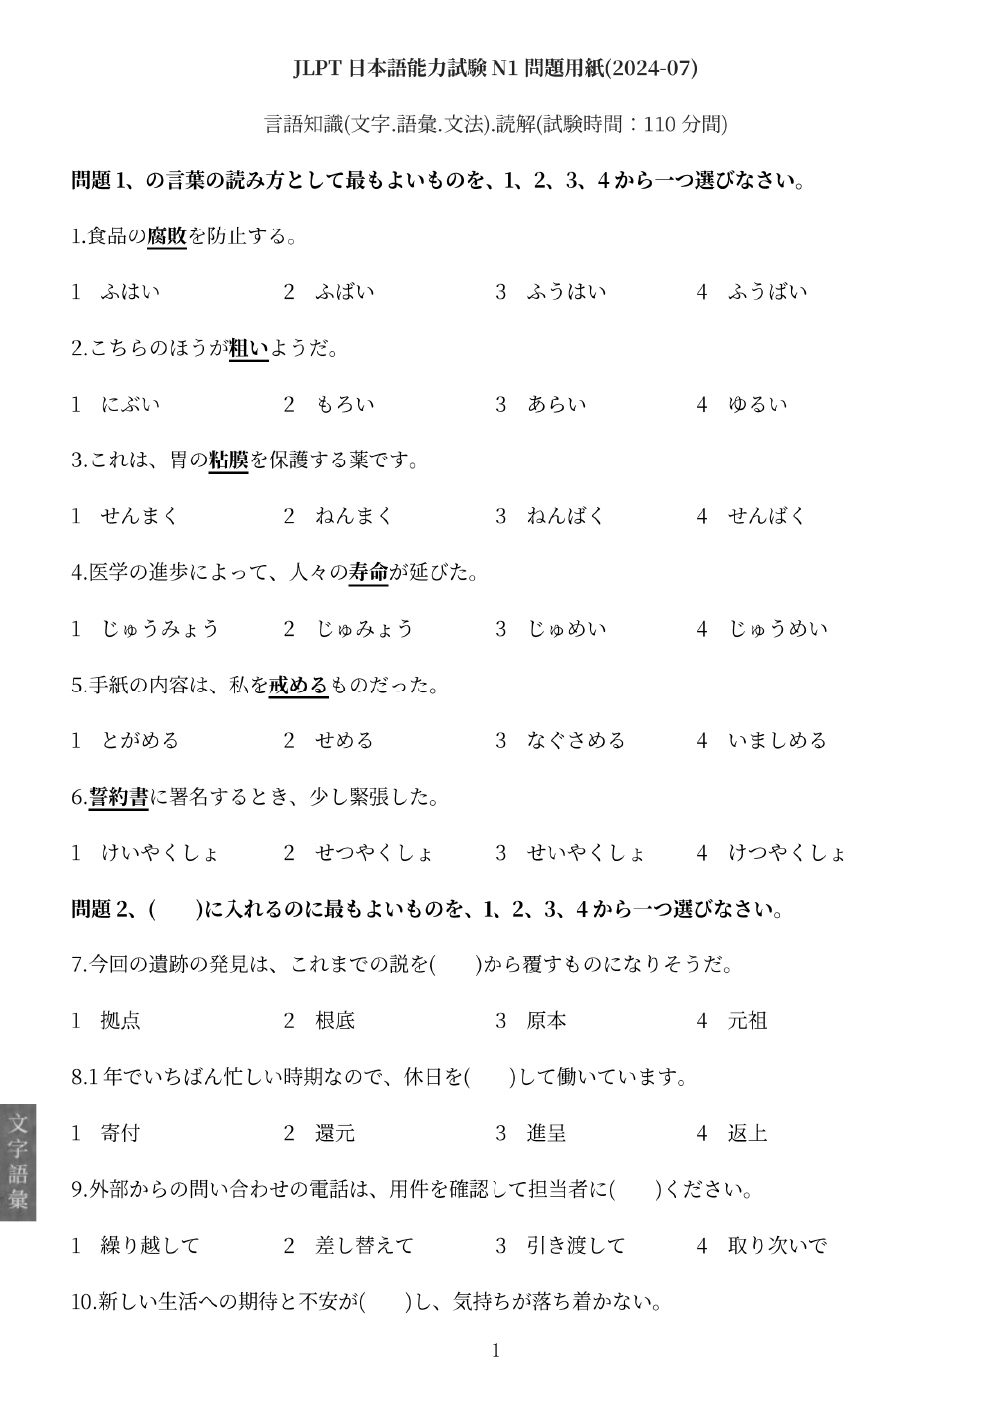 JLPT 日本語能力試験 N1 問題用紙(2024-07)
言語知識(文字.語彙.文法).読解(試験時間：110 分間)
問題 1、の言葉の読み方として最もよいものを、1、2、3、4 から一つ選びなさい。
1.食品の腐敗を防止する。
1 ふはい 2 ふばい 3 ふうはい 4 ふうばい
2.こちらのほうが粗いようだ。
1 にぶい 2 もろい 3 あらい 4 ゆるい
3.これは、胃の粘膜を保護する薬です。
1 せんまく 2 ねんまく 3 ねんばく 4 せんばく
4.医学の進歩によって、人々の寿命が延びた。
1 じゅうみょう 2 じゅみょう 3 じゅめい 4 じゅうめい
5.手紙の内容は、私を戒めるものだった。
1 とがめる 2 せめる 3 なぐさめる 4 いましめる
6.誓約書に署名するとき、少し緊張した。
1 けいやくしょ 2 せつやくしょ 3 せいやくしょ 4 けつやくしょ
問題 2、(　　)に入れるのに最もよいものを、1、2、3、4 から一つ選びなさい。
7.今回の遺跡の発見は、これまでの説を(　　)から覆すものになりそうだ。
1 拠点 2 根底 3 原本 4 元祖
8.1 年でいちばん忙しい時期なので、休日を(　　)して働いています。
1 寄付 2 還元 3 進呈 4 返上
9.外部からの問い合わせの電話は、用件を確認して担当者に(　　)ください。
1 繰り越して 2 差し替えて 3 引き渡して 4 取り次いで
10.新しい生活への期待と不安が(　　)し、気持ちが落ち着かない。
1
文字語彙